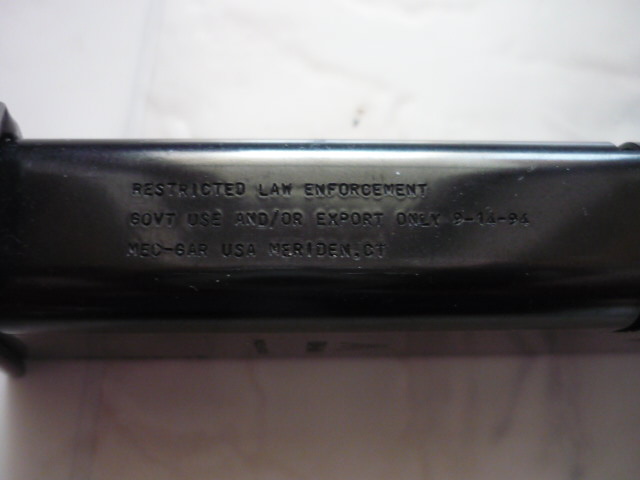 RESTRICTED LAW ENFORCEMENT
GOVT USE AND/OR EXPORT ONLY 9-14-94
MEC-GAR USA MERIDEN,CT